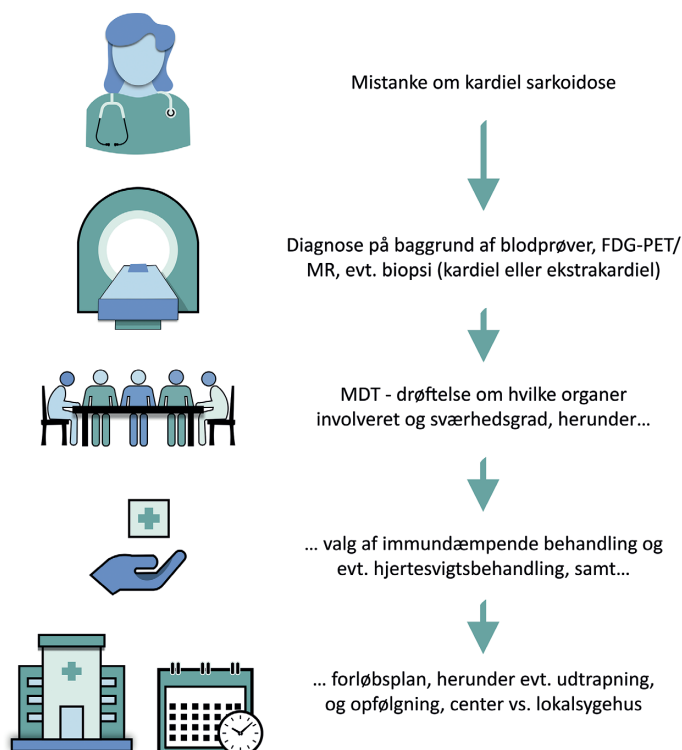 Mistanke om kardiel sarkoidose
Diagnose på baggrund af blodprøver, FDG-PET/
MR, evt. biopsi (kardiel eller ekstrakardiel)
MDT - drøftelse om hvilke organer
involveret og sværhedsgrad, herunder...
... valg af immundæmpende behandling og
evt. hjertesvigtsbehandling, samt...
... forløbsplan, herunder evt. udtrapning,
og opfølgning, center vs. lokalsygehus